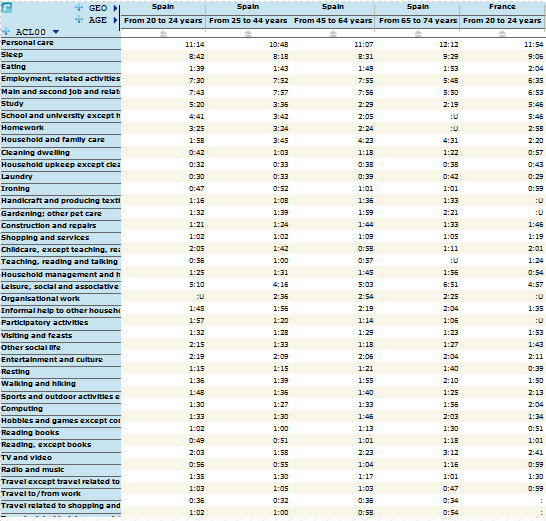 GEO Spain Spain Spain Spain France
AGE From 20 to 24 years From 25 to 44 years From 45 to 64 years From 65 to 74 years From 20 to 24 years
ACL00
Personal care 11:14 10:48 11:07 12:12 11:54
Sleep 8:42 8:18 8:31 9:29 9:06
Eating 1:39 1:43 1:49 1:53 2:04
Employment, related activities 7:30 7:52 7:55 5:48 6:35
Main and second job and relate 7:43 7:57 7:56 5:50 6:53
Study 5:20 3:36 2:29 2:19 5:46
School and university except h 4:41 3:42 2:05 :U 5:46
Homework 3:25 3:24 2:24 :U 2:58
Household and family care 1:58 3:45 4:23 4:31 2:20
Cleaning dwelling 0:42 1:03 1:18 1:22 0:57
Household upkeep except clea 0:32 0:33 0:38 0:38 0:43
Laundry 0:30 0:33 0:39 0:42 0:29
Ironing 0:47 0:52 1:01 1:01 0:59
Handicraft and producing texti 1:16 1:08 1:36 1:33 :U
Gardening; other pet care 1:32 1:39 1:59 2:21 :U
Construction and repairs 1:21 1:24 1:44 1:33 1:46
Shopping and services 1:02 1:02 1:09 1:05 1:19
Childcare, except teaching, rea 2:05 1:42 0:58 1:11 2:01
Teaching, reading and talking 0:56 1:00 0:57 :U 1:24
Household management and h 1:25 1:31 1:45 1:56 0:54
Leisure, social and associative 5:10 4:16 5:03 6:51 4:57
Organisational work :U 2:36 2:54 2:25 :U
Informal help to other househo 1:45 1:56 2:19 2:04 1:35
Participatory activities 1:57 1:20 1:14 1:06 :U
Visiting and feasts 1:32 1:28 1:29 1:23 1:53
Other social life 2:15 1:33 1:18 1:27 1:43
Entertainment and culture 2:19 2:09 2:06 2:04 2:11
Resting 1:15 1:15 1:21 1:40 0:39
Walking and hiking 1:36 1:39 1:55 2:10 1:50
Sports and outdoor activities e 1:48 1:36 1:40 1:25 2:13
Computing 1:30 1:27 1:33 1:56 2:04
Hobbies and games except co 1:33 1:30 1:46 2:03 1:34
Reading books 1:02 1:00 1:13 1:30 0:51
Reading, except books 0:49 0:51 1:01 1:18 1:01
TV and video 2:03 1:58 2:23 3:12 2:41
Radio and music 0:56 0:55 1:04 1:16 0:59
Travel except travel related to 1:35 1:30 1:17 1:01 1:30
Travel to/from work 1:03 1:05 1:03 0:47 0:59
Travel related to shopping and 0:36 0:32 0:36 0:34 :
1:02 1:00 0:58 0:54 :